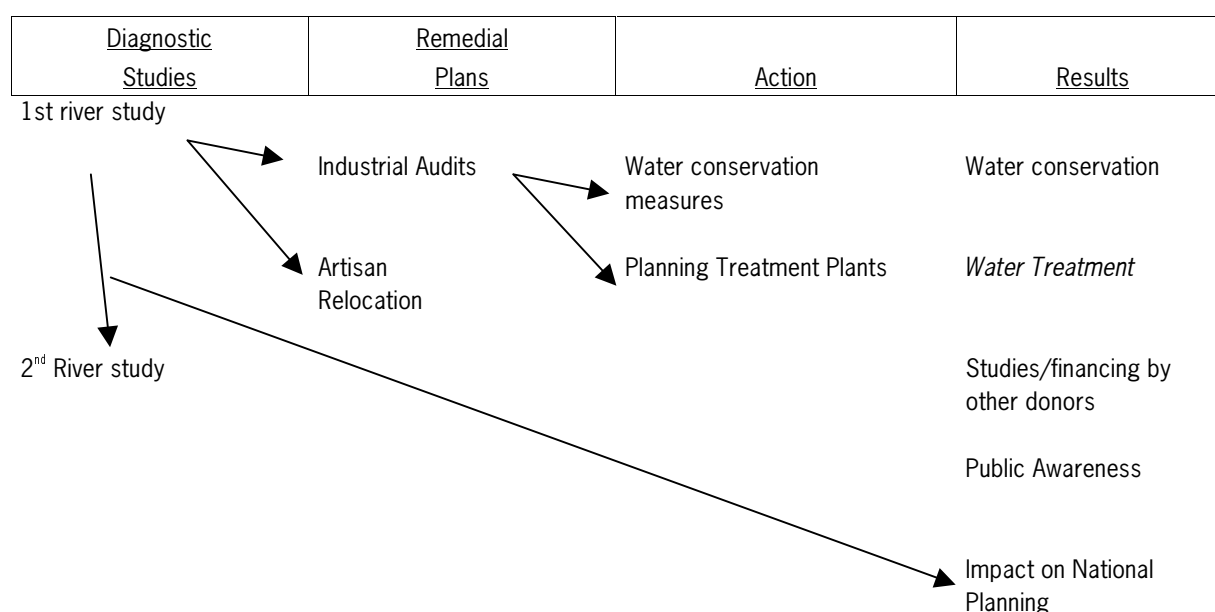 Diagnostic
Studies
Remedial
Plans
Action
Results
1st river study
Industrial Audits
Water conservation
measures
Water conservation
Artisan
Relocation
Planning Treatment Plants
Water Treatment
2nd River study
Studies/financing by
other donors
Public Awareness
Impact on National
Planning